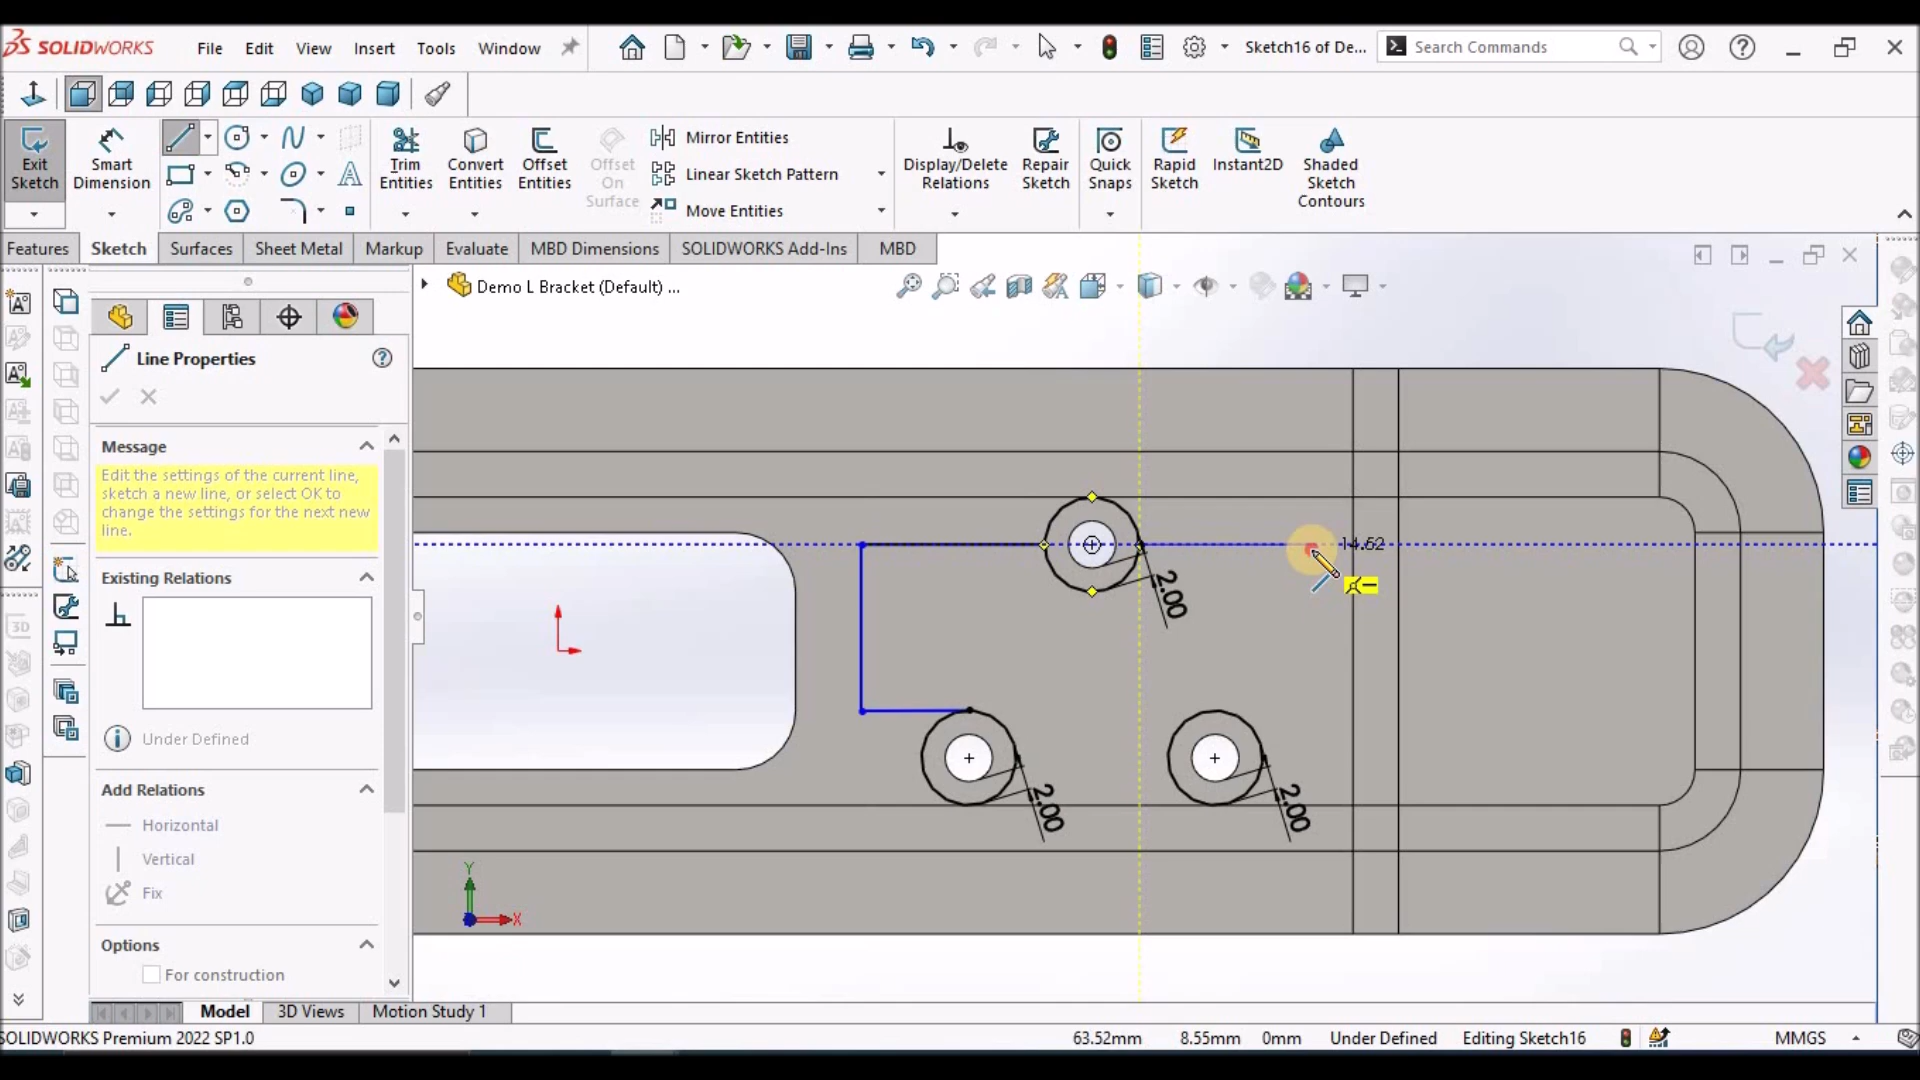 SOLIDWORKS File Edit View Insert Tools Window Sketch16 of De... Search Commands
Exit Sketch
Smart Dimension
Trim Entities
Convert Entities
Offset Entities
Offset On Surface
Mirror Entities
Linear Sketch Pattern
Move Entities
Display/Delete Relations
Repair Sketch
Quick Snaps
Rapid Sketch
Instant2D
Shaded Sketch Contours
Features Sketch Surfaces Sheet Metal Markup Evaluate MBD Dimensions SOLIDWORKS Add-Ins MBD
Demo L Bracket (Default) ...
Line Properties
Message
Edit the settings of the current line,
sketch a new line, or select OK to
change the settings for the next new
line.
Existing Relations
Under Defined
Add Relations
Horizontal
Vertical
Fix
Options
For construction
14.52
2.00
2.00
2.00
Y
X
Model 3D Views Motion Study 1
SOLIDWORKS Premium 2022 SP1.0 63.52mm 8.55mm 0mm Under Defined Editing Sketch16 MMGS